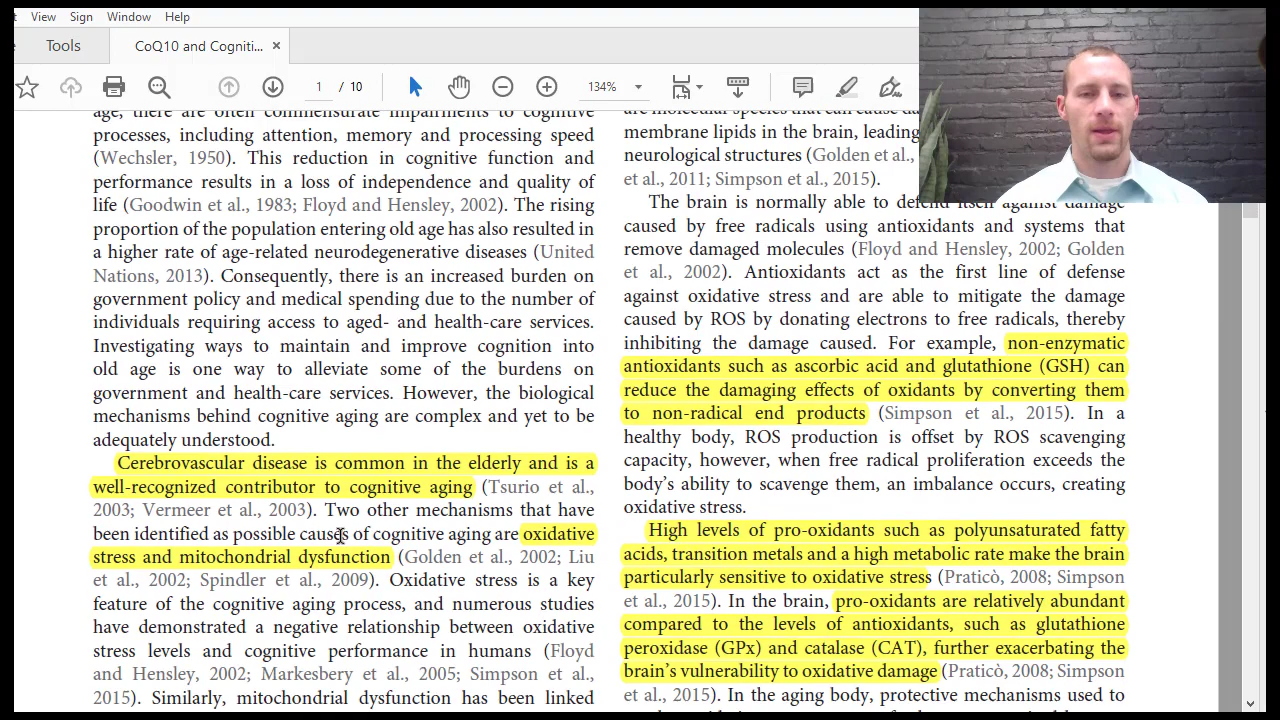 View Sign Window Help
Tools
CoQ10 and Cogniti... ×
1 / 10
134%
age, there are often commensurate impairments to cognitive
processes, including attention, memory and processing speed
(Wechsler, 1950). This reduction in cognitive function and
performance results in a loss of independence and quality of
life (Goodwin et al., 1983; Floyd and Hensley, 2002). The rising
proportion of the population entering old age has also resulted in
a higher rate of age-related neurodegenerative diseases (United
Nations, 2013). Consequently, there is an increased burden on
government policy and medical spending due to the number of
individuals requiring access to aged- and health-care services.
Investigating ways to maintain and improve cognition into
old age is one way to alleviate some of the burdens on
government and health-care services. However, the biological
mechanisms behind cognitive aging are complex and yet to be
adequately understood.
Cerebrovascular disease is common in the elderly and is a
well-recognized contributor to cognitive aging (Tsurio et al.,
2003; Vermeer et al., 2003). Two other mechanisms that have
been identified as possible causes of cognitive aging are oxidative
stress and mitochondrial dysfunction (Golden et al., 2002; Liu
et al., 2002; Spindler et al., 2009). Oxidative stress is a key
feature of the cognitive aging process, and numerous studies
have demonstrated a negative relationship between oxidative
stress levels and cognitive performance in humans (Floyd
and Hensley, 2002; Markesbery et al., 2005; Simpson et al.,
2015). Similarly, mitochondrial dysfunction has been linked
are molecular species that can cause da
membrane lipids in the brain, leading
neurological structures (Golden et al.,
et al., 2011; Simpson et al., 2015).
The brain is normally able to defend itself against damage
caused by free radicals using antioxidants and systems that
remove damaged molecules (Floyd and Hensley, 2002; Golden
et al., 2002). Antioxidants act as the first line of defense
against oxidative stress and are able to mitigate the damage
caused by ROS by donating electrons to free radicals, thereby
inhibiting the damage caused. For example, non-enzymatic
antioxidants such as ascorbic acid and glutathione (GSH) can
reduce the damaging effects of oxidants by converting them
to non-radical end products (Simpson et al., 2015). In a
healthy body, ROS production is offset by ROS scavenging
capacity, however, when free radical proliferation exceeds the
body's ability to scavenge them, an imbalance occurs, creating
oxidative stress.
High levels of pro-oxidants such as polyunsaturated fatty
acids, transition metals and a high metabolic rate make the brain
particularly sensitive to oxidative stress (Praticò, 2008; Simpson
et al., 2015). In the brain, pro-oxidants are relatively abundant
compared to the levels of antioxidants, such as glutathione
peroxidase (GPx) and catalase (CAT), further exacerbating the
brain's vulnerability to oxidative damage (Praticò, 2008; Simpson
et al., 2015). In the aging body, protective mechanisms used to